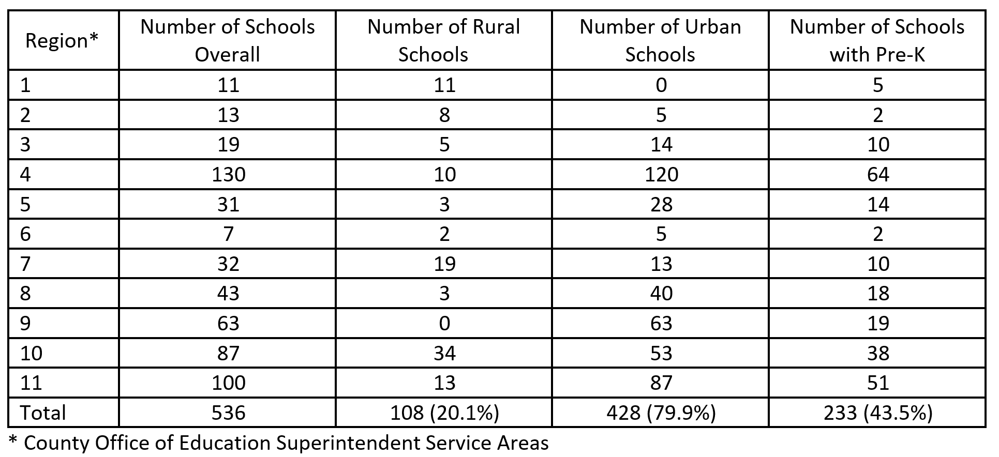 Region* Number of Schools Overall Number of Rural Schools Number of Urban Schools Number of Schools with Pre-K
1 11 11 0 5
2 13 8 5 2
3 19 5 14 10
4 130 10 120 64
5 31 3 28 14
6 7 2 5 2
7 32 19 13 10
8 43 3 40 18
9 63 0 63 19
10 87 34 53 38
11 100 13 87 51
Total 536 108 (20.1%) 428 (79.9%) 233 (43.5%)
* County Office of Education Superintendent Service Areas